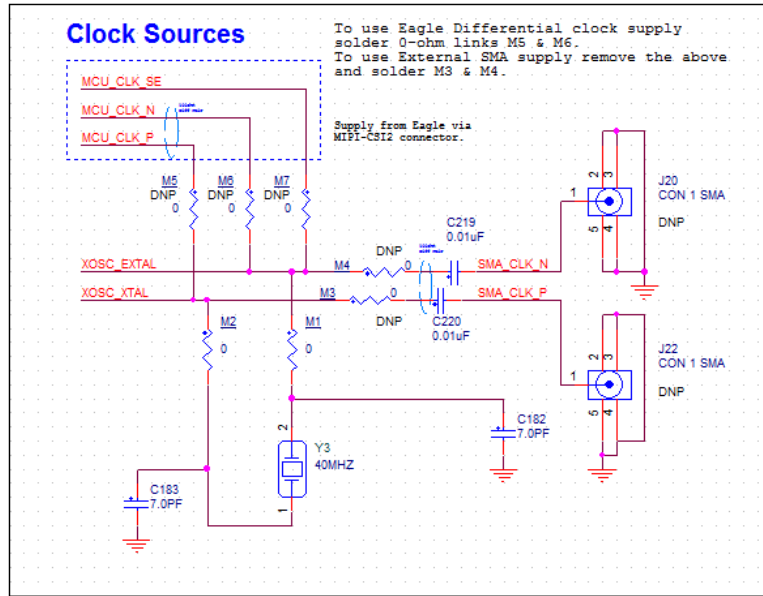 Clock Sources
To use Eagle Differential clock supply
solder 0-ohm links M5 & M6.
To use External SMA supply remove the above
and solder M3 & M4.
MCU_CLK_SE
MCU_CLK_N
MCU_CLK_P
Supply from Eagle via
MIPI-CSI2 connector.
M5
DNP
0
M6
DNP
0
M7
DNP
0
2
3
1
5
4
J20
CON 1 SMA
DNP
C219
0.01uF
DNP
XOSC_EXTAL
M4
0
SMA_CLK_N
XOSC_XTAL
M3
0
SMA_CLK_P
DNP
C220
0.01uF
M2
0
M1
0
2
3
1
5
4
J22
CON 1 SMA
DNP
2
Y3
40MHZ
1
C182
7.0PF
C183
7.0PF